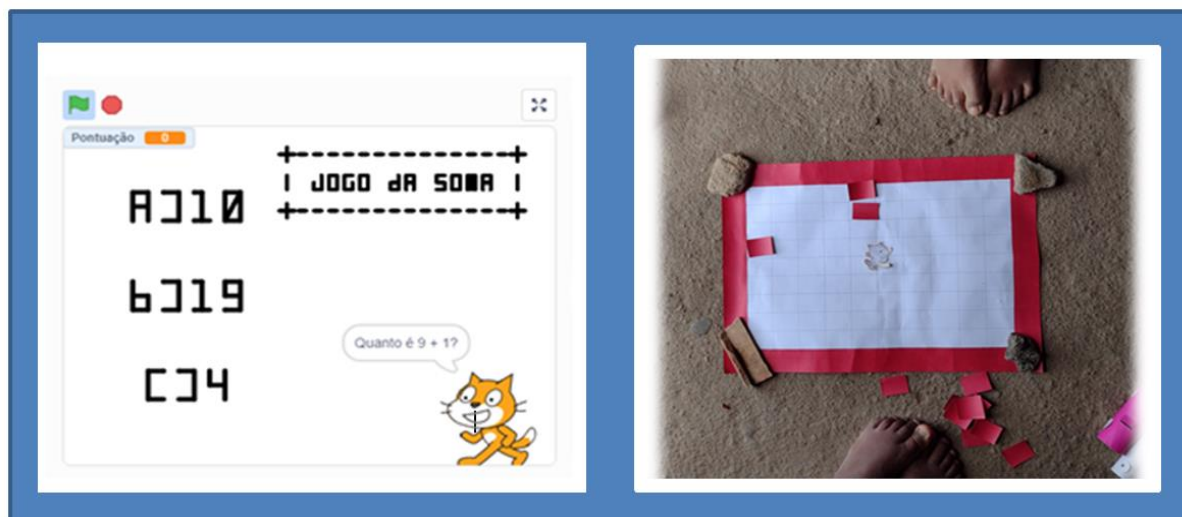 Pontuação 0
+--------------+
| JOGO dA SOMA |
+--------------+
A]10
b]19
C]4
Quanto é 9 + 1?